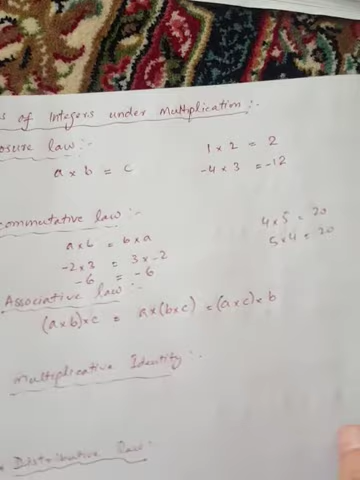 s of Integers under Multiplication:-
osure law:-
1 x 2 = 2
a x b = c
-4 x 3 = -12
commutative law:-
4 x 5 = 20
a x b = b x a
5 x 4 = 20
-2 x 3 = 3 x -2
-6 = -6
Associative law:-
(a x b) x c = a x (b x c) = (a x c) x b
Multiplicative Identity:-
Distributive law: